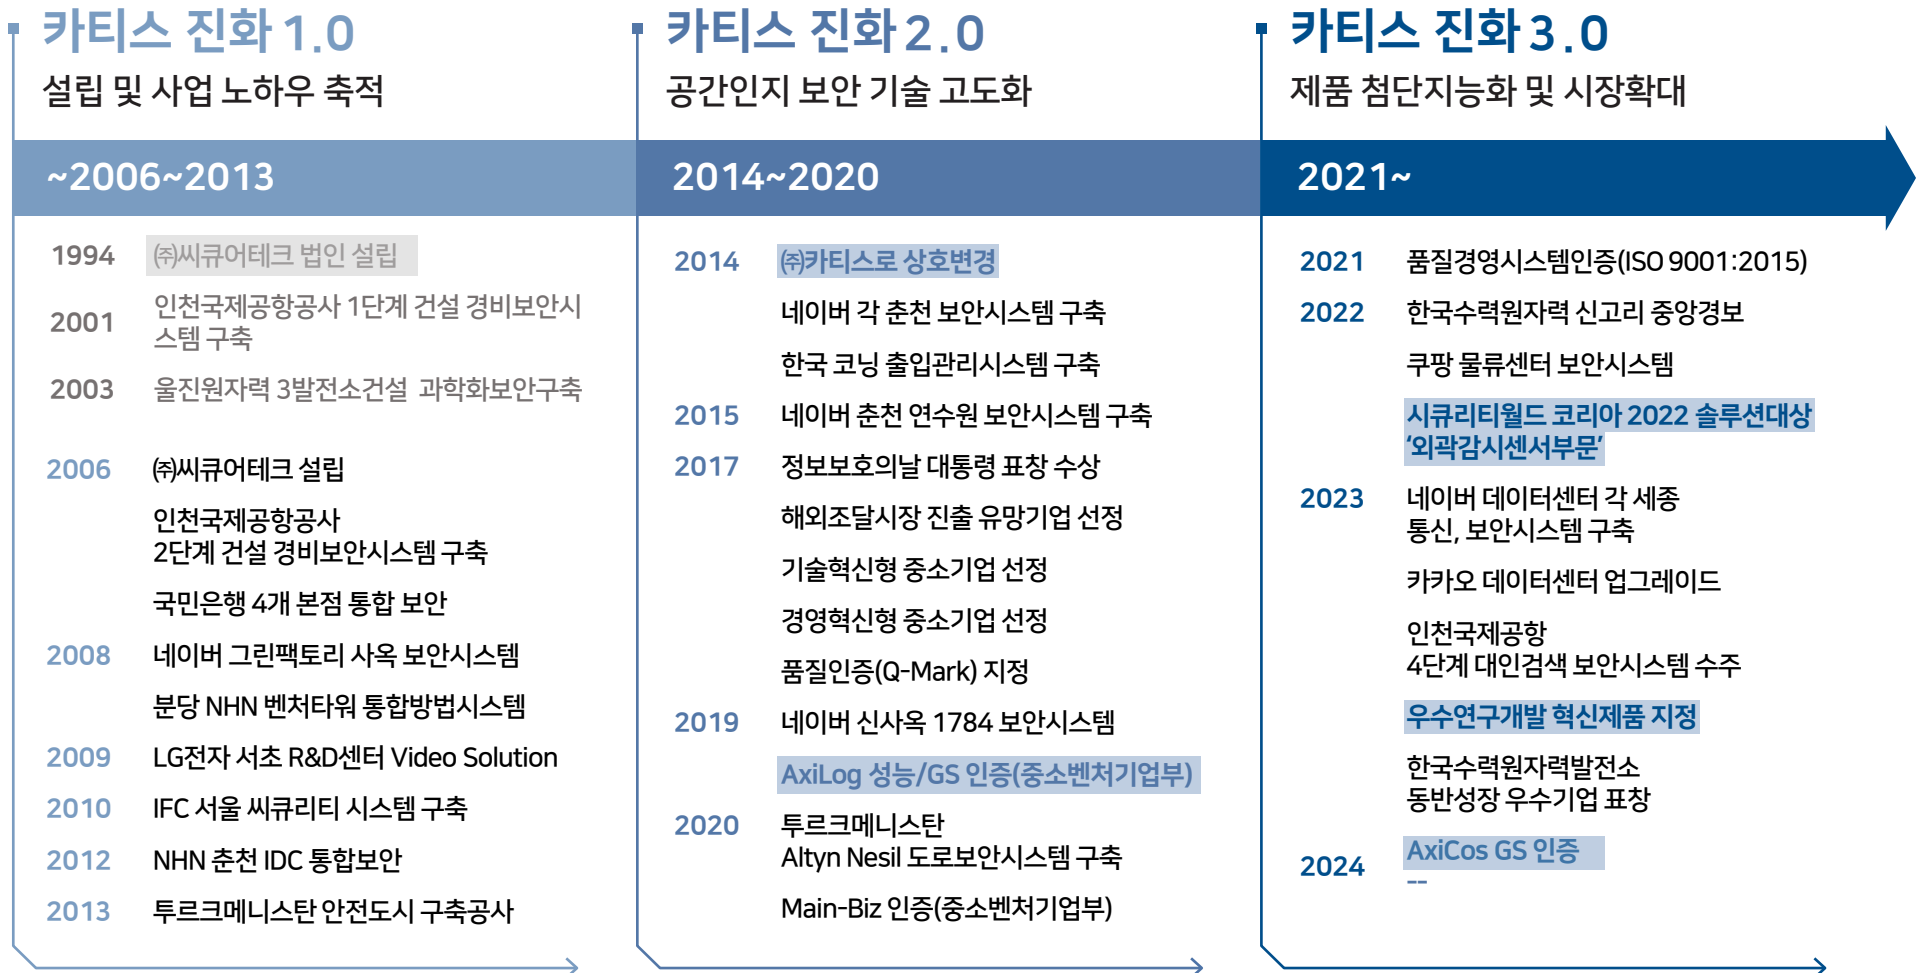 카티스 진화 1.0
설립 및 사업 노하우 축적
~2006~2013
1994 ㈜씨큐어테크 법인 설립
2001 인천국제공항공사 1단계 건설 경비보안시
스템 구축
2003 울진원자력 3발전소건설 과학화보안구축
2006 ㈜씨큐어테크 설립
인천국제공항공사
2단계 건설 경비보안시스템 구축
국민은행 4개 본점 통합 보안
2008 네이버 그린팩토리 사옥 보안시스템
분당 NHN 벤처타워 통합방법시스템
2009 LG전자 서초 R&D센터 Video Solution
2010 IFC 서울 씨큐리티 시스템 구축
2012 NHN 춘천 IDC 통합보안
2013 투르크메니스탄 안전도시 구축공사
카티스 진화 2.0
공간인지 보안 기술 고도화
2014~2020
2014 ㈜카티스로 상호변경
네이버 각 춘천 보안시스템 구축
한국 코닝 출입관리시스템 구축
2015 네이버 춘천 연수원 보안시스템 구축
2017 정보보호의날 대통령 표창 수상
해외조달시장 진출 유망기업 선정
기술혁신형 중소기업 선정
경영혁신형 중소기업 선정
품질인증(Q-Mark) 지정
2019 네이버 신사옥 1784 보안시스템
AxiLog 성능/GS 인증(중소벤처기업부)
2020 투르크메니스탄
Altyn Nesil 도로보안시스템 구축
Main-Biz 인증(중소벤처기업부)
카티스 진화 3.0
제품 첨단지능화 및 시장확대
2021~
2021 품질경영시스템인증(ISO 9001:2015)
2022 한국수력원자력 신고리 중앙경보
쿠팡 물류센터 보안시스템
시큐리티월드 코리아 2022 솔루션대상
‘외곽감시센서부문’
2023 네이버 데이터센터 각 세종
통신, 보안시스템 구축
카카오 데이터센터 업그레이드
인천국제공항
4단계 대인검색 보안시스템 수주
우수연구개발 혁신제품 지정
한국수력원자력발전소
동반성장 우수기업 표창
2024 AxiCos GS 인증
--